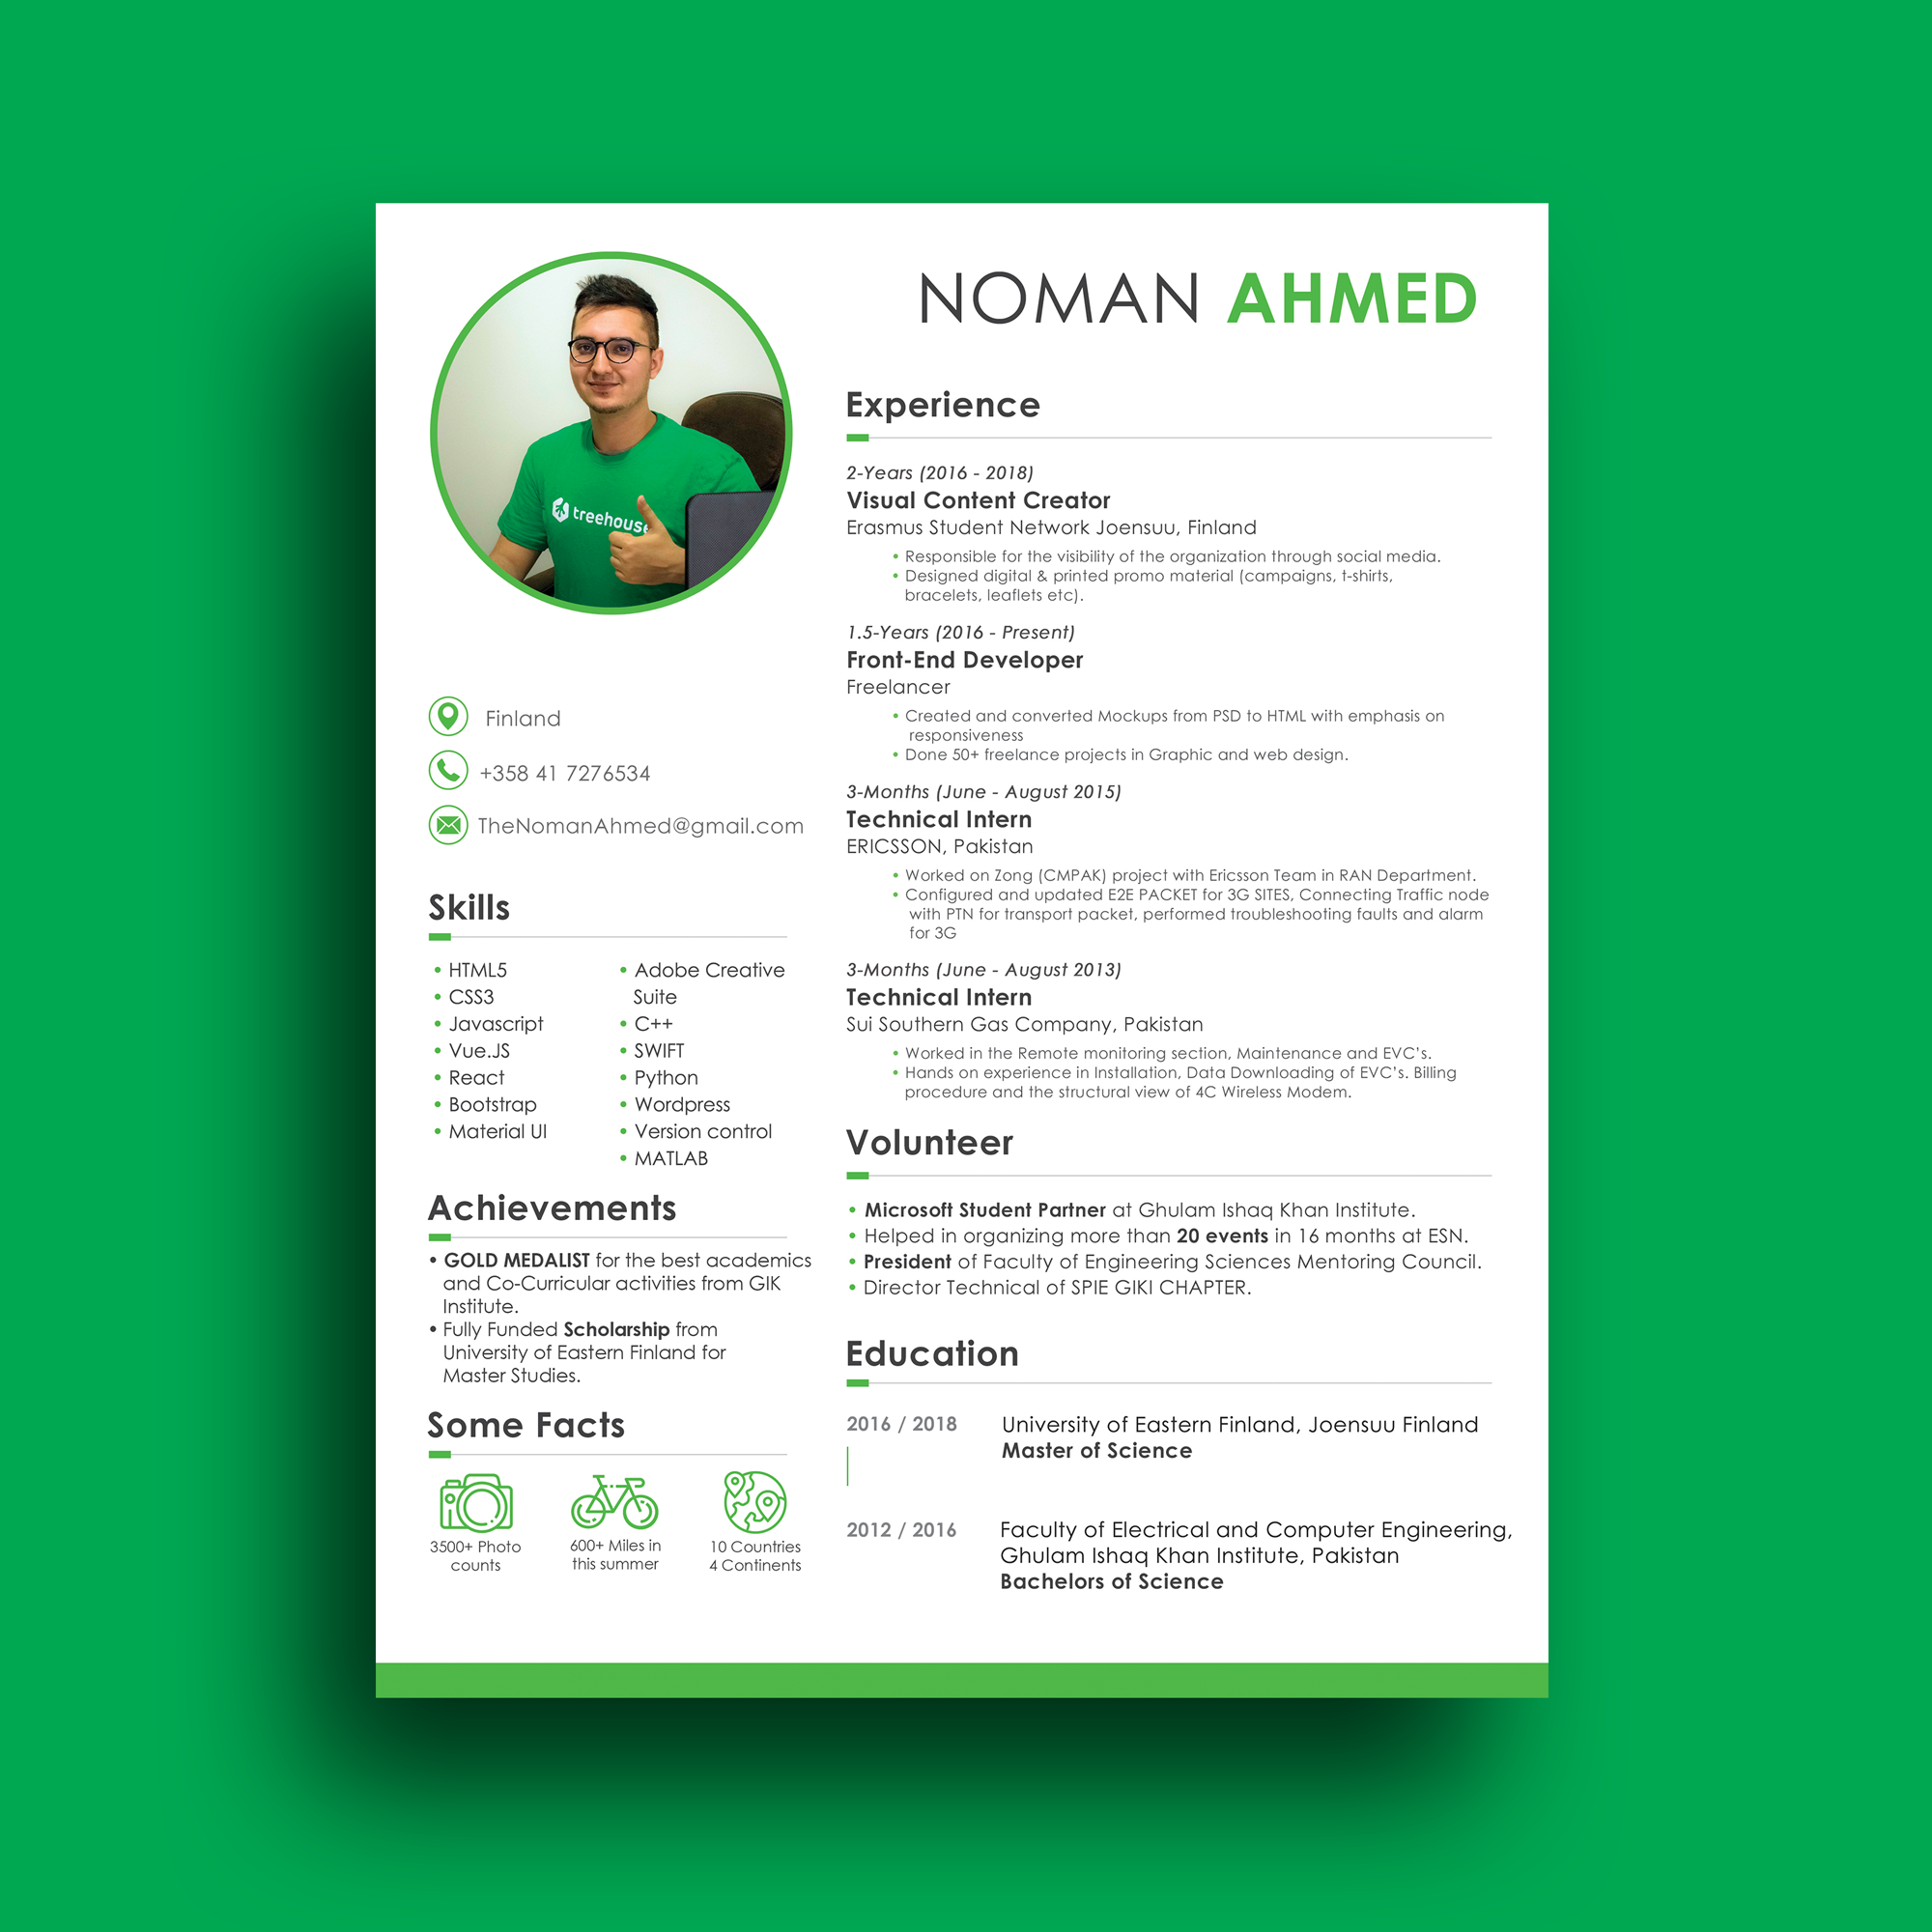 NOMAN AHMED
treehouse
Finland
+358 41 7276534
TheNomanAhmed@gmail.com
Skills
• HTML5
• CSS3
• Javascript
• Vue.JS
• React
• Bootstrap
• Material UI
• Adobe Creative
Suite
• C++
• SWIFT
• Python
• Wordpress
• Version control
• MATLAB
Achievements
• GOLD MEDALIST for the best academics
and Co-Curricular activities from GIK
Institute.
• Fully Funded Scholarship from
University of Eastern Finland for
Master Studies.
Some Facts
3500+ Photo
counts
600+ Miles in
this summer
10 Countries
4 Continents
Experience
2-Years (2016 - 2018)
Visual Content Creator
Erasmus Student Network Joensuu, Finland
• Responsible for the visibility of the organization through social media.
• Designed digital & printed promo material (campaigns, t-shirts,
bracelets, leaflets etc).
1.5-Years (2016 - Present)
Front-End Developer
Freelancer
• Created and converted Mockups from PSD to HTML with emphasis on
responsiveness
• Done 50+ freelance projects in Graphic and web design.
3-Months (June - August 2015)
Technical Intern
ERICSSON, Pakistan
• Worked on Zong (CMPAK) project with Ericsson Team in RAN Department.
• Configured and updated E2E PACKET for 3G SITES, Connecting Traffic node
with PTN for transport packet, performed troubleshooting faults and alarm
for 3G
3-Months (June - August 2013)
Technical Intern
Sui Southern Gas Company, Pakistan
• Worked in the Remote monitoring section, Maintenance and EVC's.
• Hands on experience in Installation, Data Downloading of EVC's. Billing
procedure and the structural view of 4C Wireless Modem.
Volunteer
• Microsoft Student Partner at Ghulam Ishaq Khan Institute.
• Helped in organizing more than 20 events in 16 months at ESN.
• President of Faculty of Engineering Sciences Mentoring Council.
• Director Technical of SPIE GIKI CHAPTER.
Education
2016 / 2018
University of Eastern Finland, Joensuu Finland
Master of Science
2012 / 2016
Faculty of Electrical and Computer Engineering,
Ghulam Ishaq Khan Institute, Pakistan
Bachelors of Science